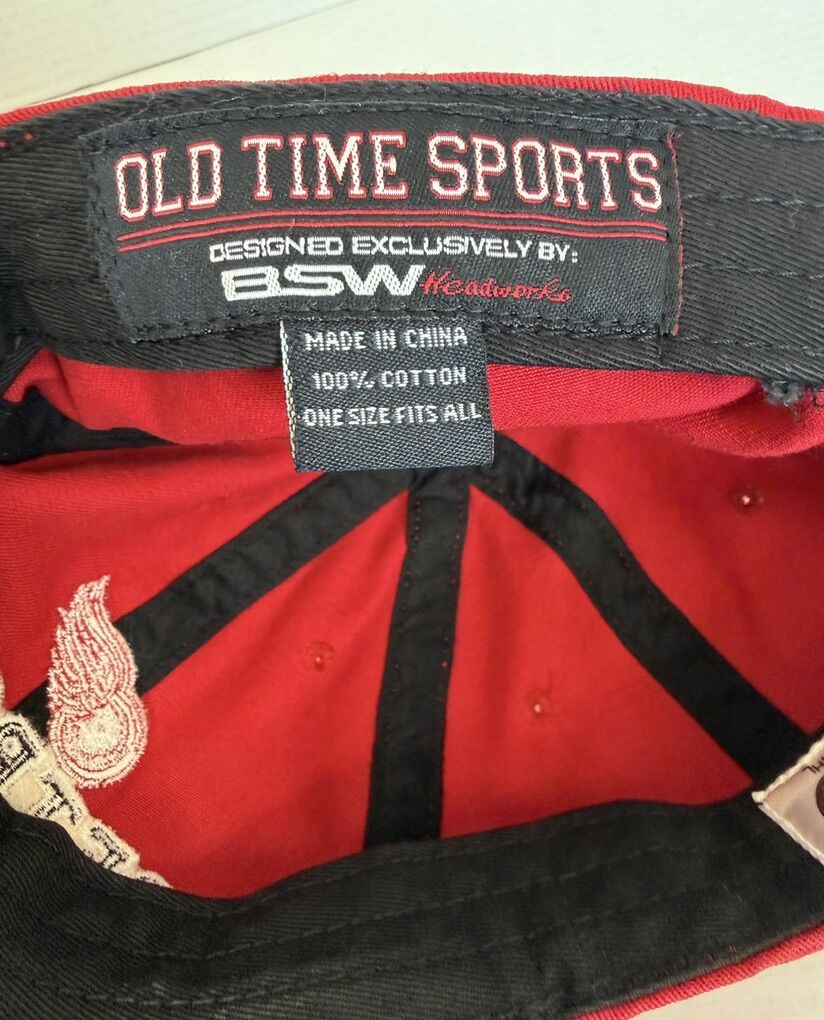 OLD TIME SPORTS
DESIGNED EXCLUSIVELY BY:
BSW Headworks
MADE IN CHINA
100% COTTON
ONE SIZE FITS ALL